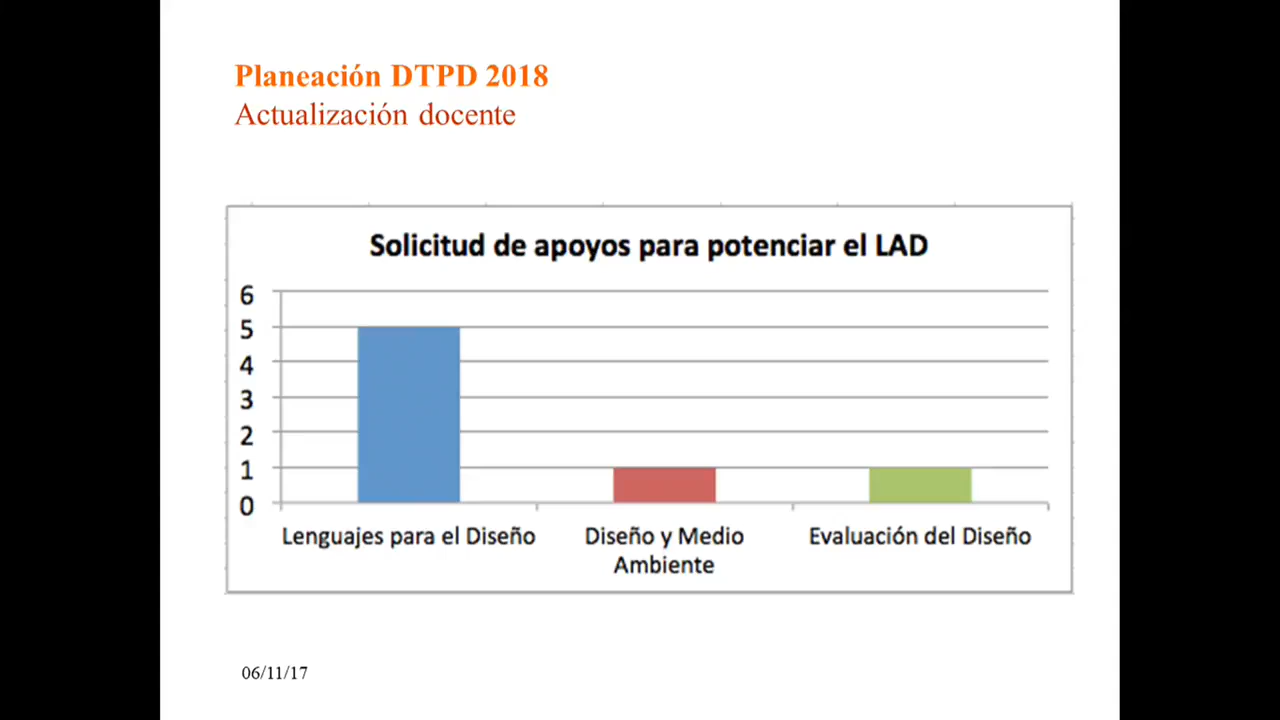 Planeación DTPD 2018
Actualización docente
Solicitud de apoyos para potenciar el LAD
6
5
4
3
2
1
0
Lenguajes para el Diseño
Diseño y Medio
Ambiente
Evaluación del Diseño
06/11/17